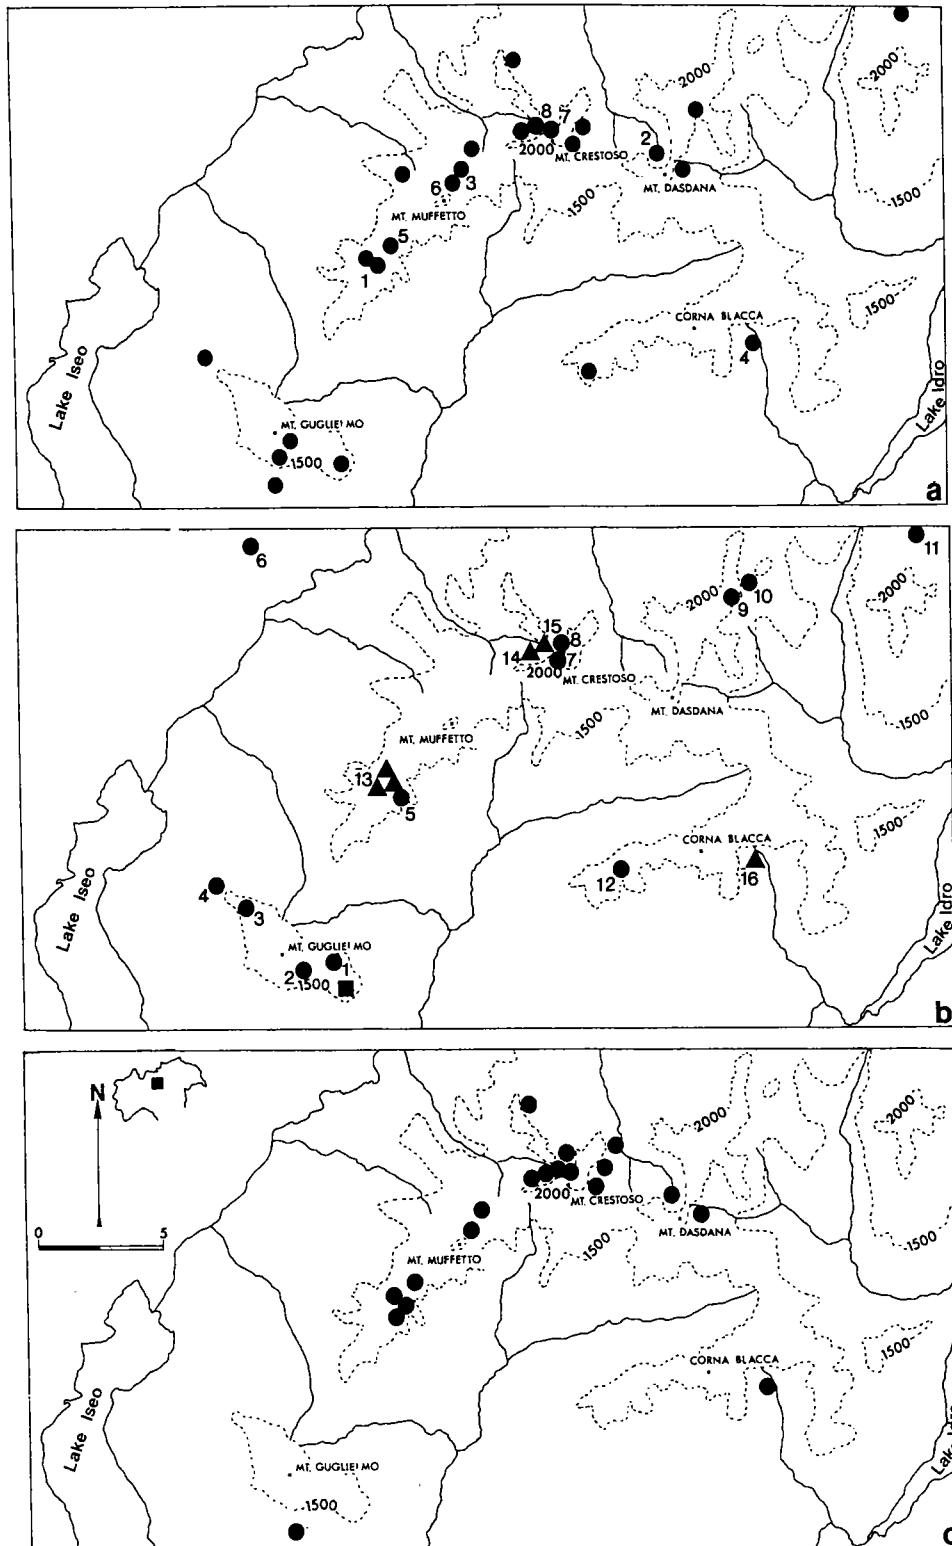 2000
2000
8 7
2000
MT. CRESTOSO
2
MT. DASDANA
6 3
1500
1500
MT. MUFFETTO
5
1
1500
CORNA BLACCA
4
Lake Iseo
MT. GUGLIELMO
1500
Lake Idro
a
6
11
2000
2000
10
9
15
8
14
7
2000
MT. CRESTOSO
MT. DASDANA
1500
1500
MT. MUFFETTO
13
5
1500
CORNA BLACCA
12
16
4
3
Lake Iseo
MT. GUGLIELMO
1
2
1500
Lake Idro
b
N
2000
2000
2000
MT. CRESTOSO
MT. DASDANA
0 5
1500
1500
MT. MUFFETTO
1500
CORNA BLACCA
Lake Iseo
MT. GUGLIELMO
1500